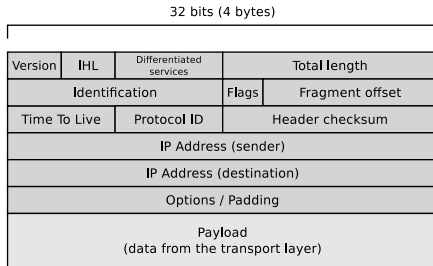 32 bits (4 bytes)
Version IHL Differentiated services Total length
Identification Flags Fragment offset
Time To Live Protocol ID Header checksum
IP Address (sender)
IP Address (destination)
Options / Padding
Payload
(data from the transport layer)